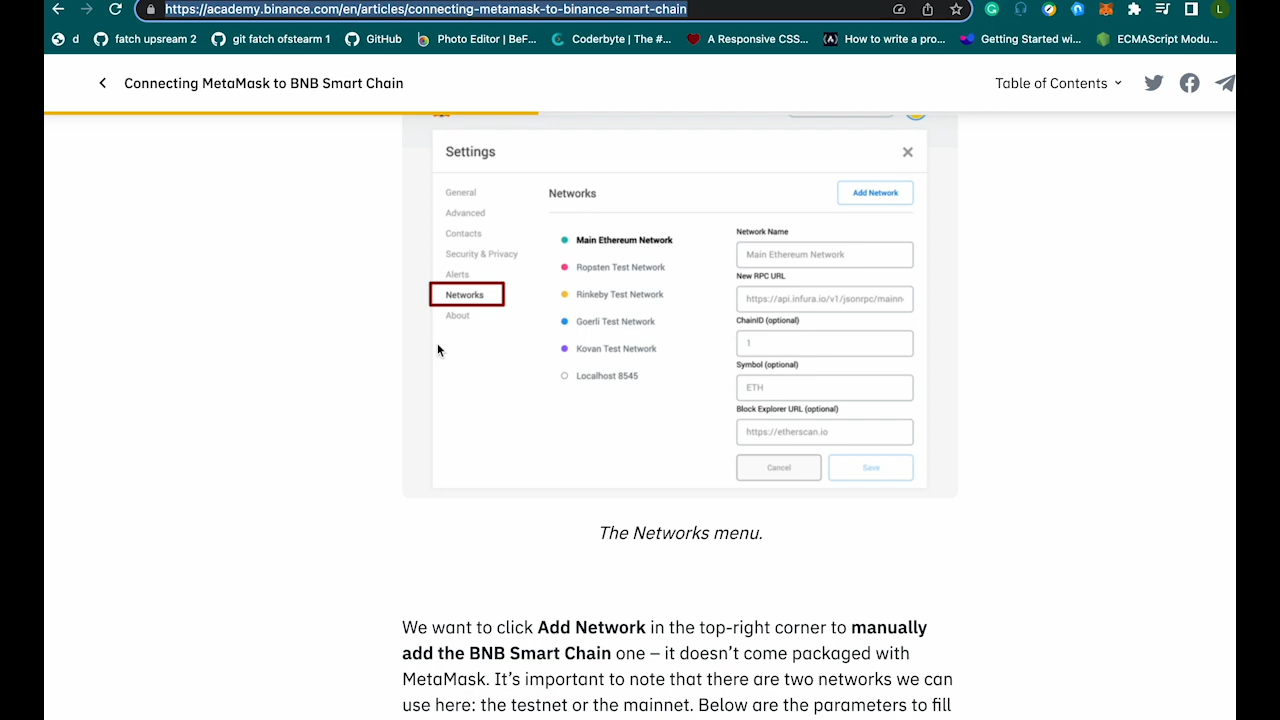 https://academy.binance.com/en/articles/connecting-metamask-to-binance-smart-chain
L
d
fatch upsream 2
git fatch ofstearm 1
GitHub
Photo Editor | BeF...
Coderbyte | The #...
A Responsive CSS...
How to write a pro...
Getting Started wi...
ECMAScript Modu...
Connecting MetaMask to BNB Smart Chain
Table of Contents
Settings
General
Advanced
Contacts
Security & Privacy
Alerts
Networks
About
Networks
Add Network
Main Ethereum Network
Ropsten Test Network
Rinkeby Test Network
Goerli Test Network
Kovan Test Network
Localhost 8545
Network Name
Main Ethereum Network
New RPC URL
https://api.infura.io/v1/jsonrpc/mainn
ChainID (optional)
1
Symbol (optional)
ETH
Block Explorer URL (optional)
https://etherscan.io
Cancel
Save
The Networks menu.
We want to click Add Network in the top-right corner to manually
add the BNB Smart Chain one – it doesn't come packaged with
MetaMask. It's important to note that there are two networks we can
use here: the testnet or the mainnet. Below are the parameters to fill